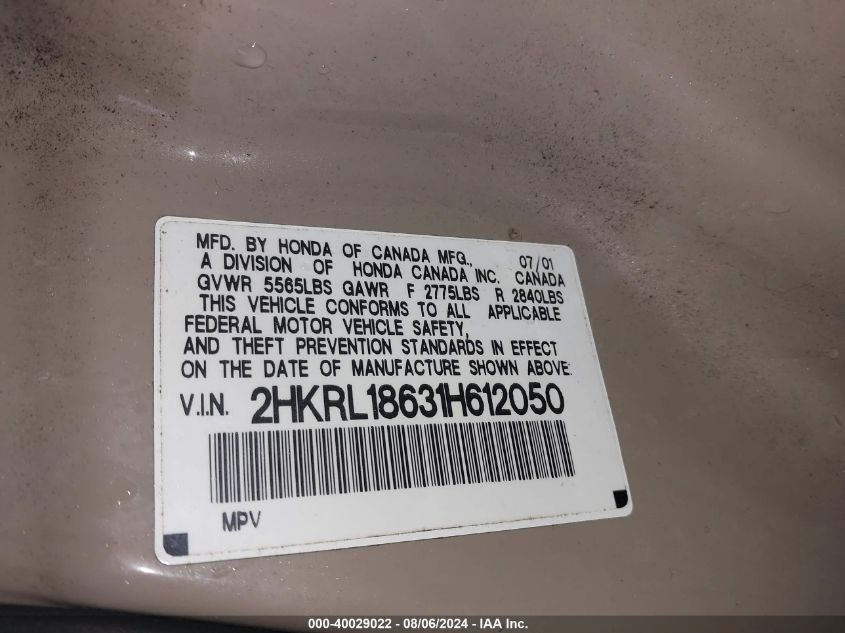 MFD. BY HONDA OF CANADA MFG., 07/01
A DIVISION OF HONDA CANADA INC. CANADA
GVWR 5565LBS GAWR F 2775LBS R 2840LBS
THIS VEHICLE CONFORMS TO ALL APPLICABLE
FEDERAL MOTOR VEHICLE SAFETY,
AND THEFT PREVENTION STANDARDS IN EFFECT
ON THE DATE OF MANUFACTURE SHOWN ABOVE.
V.I.N. 2HKRL18631H612050
MPV
000-40029022 - 08/06/2024 - IAA Inc.